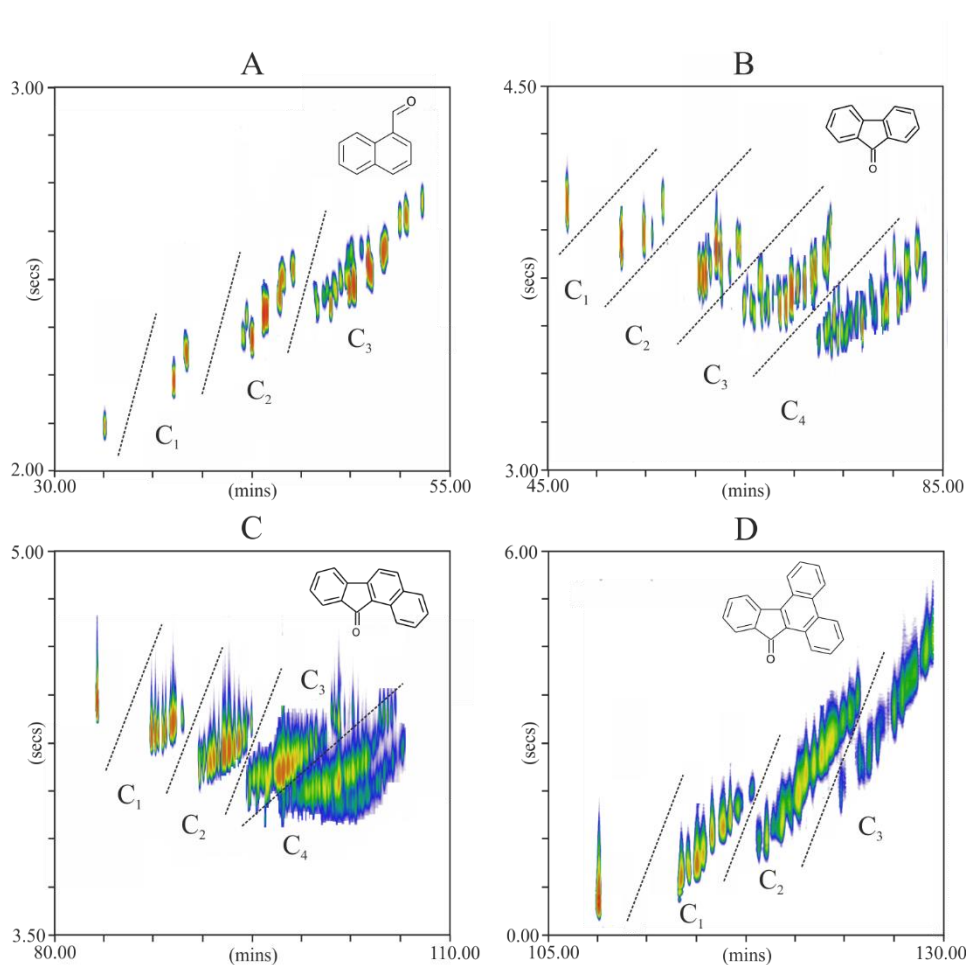 A
3.00
(secs)
2.00
30.00
(mins)
55.00
O
C1
C2
C3
B
4.50
(secs)
3.00
45.00
(mins)
85.00
O
C1
C2
C3
C4
C
5.00
(secs)
3.50
80.00
(mins)
110.00
O
C1
C2
C3
C4
D
6.00
(secs)
0.00
105.00
(mins)
130.00
O
C1
C2
C3